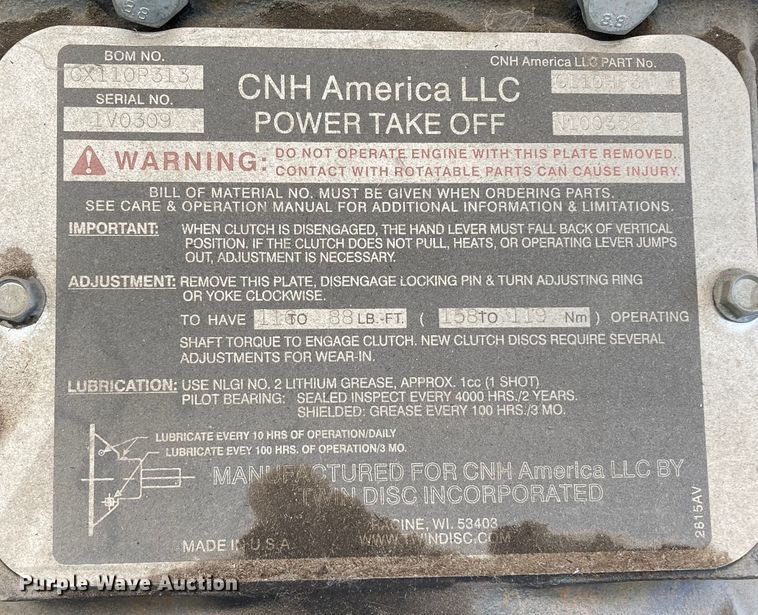 88
88
BOM NO.
CX110P313
SERIAL NO.
1V0309
CNH America LLC
POWER TAKE OFF
CNH America LLC PART No.
WARNING: DO NOT OPERATE ENGINE WITH THIS PLATE REMOVED.
CONTACT WITH ROTATABLE PARTS CAN CAUSE INJURY.
BILL OF MATERIAL NO. MUST BE GIVEN WHEN ORDERING PARTS.
SEE CARE & OPERATION MANUAL FOR ADDITIONAL INFORMATION & LIMITATIONS.
IMPORTANT: WHEN CLUTCH IS DISENGAGED, THE HAND LEVER MUST FALL BACK OF VERTICAL
POSITION. IF THE CLUTCH DOES NOT PULL, HEATS, OR OPERATING LEVER JUMPS
OUT, ADJUSTMENT IS NECESSARY.
ADJUSTMENT: REMOVE THIS PLATE, DISENGAGE LOCKING PIN & TURN ADJUSTING RING
OR YOKE CLOCKWISE.
TO HAVE TO 88 LB.-FT. ( 158 TO 119 Nm ) OPERATING
SHAFT TORQUE TO ENGAGE CLUTCH. NEW CLUTCH DISCS REQUIRE SEVERAL
ADJUSTMENTS FOR WEAR-IN.
LUBRICATION: USE NLGI NO. 2 LITHIUM GREASE, APPROX. 1cc (1 SHOT)
PILOT BEARING: SEALED INSPECT EVERY 4000 HRS./2 YEARS.
SHIELDED: GREASE EVERY 100 HRS./3 MO.
LUBRICATE EVERY 10 HRS OF OPERATION/DAILY
LUBRICATE EVEY 100 HRS. OF OPERATION/3 MO.
MANUFACTURED FOR CNH America LLC BY
TWIN DISC INCORPORATED
RACINE, WI. 53403
WWW.TWINDISC.COM
MADE IN U.S.A.
2815AV
Purple Wave Auction